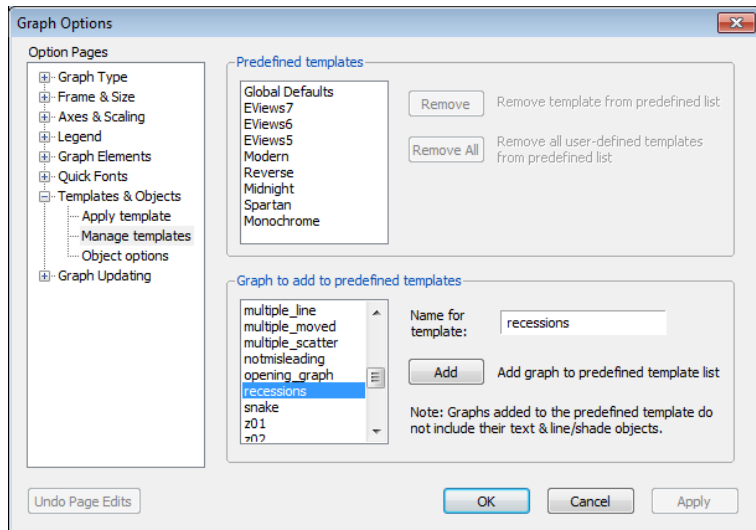 Graph Options
Option Pages
Graph Type
Frame & Size
Axes & Scaling
Legend
Graph Elements
Quick Fonts
Templates & Objects
Apply template
Manage templates
Object options
Graph Updating
Predefined templates
Global Defaults
EViews7
EViews6
EViews5
Modern
Reverse
Midnight
Spartan
Monochrome
Remove
Remove template from predefined list
Remove All
Remove all user-defined templates
from predefined list
Graph to add to predefined templates
multiple_line
multiple_moved
multiple_scatter
notmisleading
opening_graph
recessions
snake
z01
z02
Name for
template:
recessions
Add
Add graph to predefined template list
Note: Graphs added to the predefined template do
not include their text & line/shade objects.
Undo Page Edits
OK
Cancel
Apply